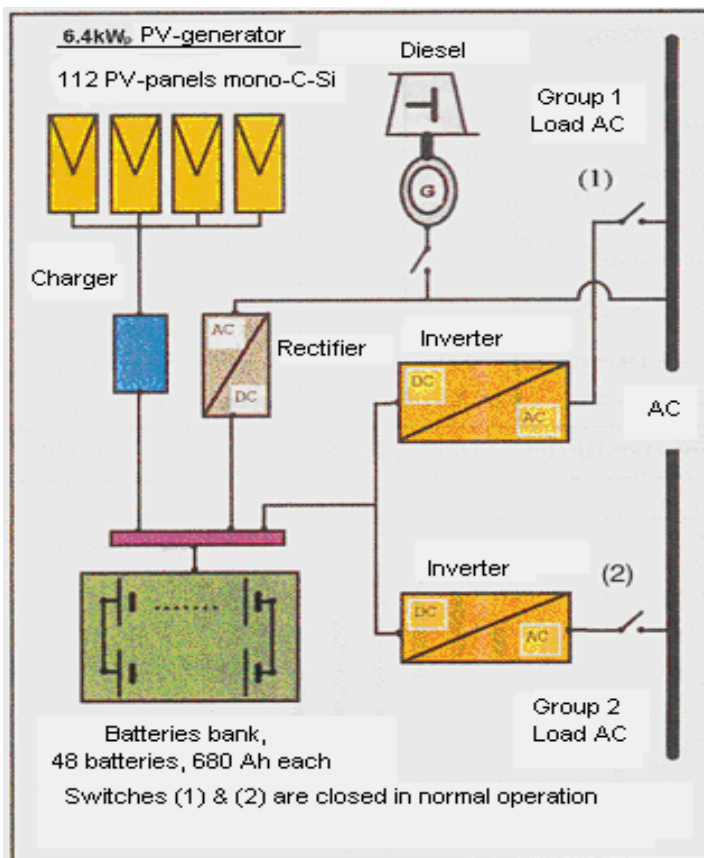 6.4kWp PV-generator
112 PV-panels mono-C-Si
Diesel
Group 1
Load AC
(1)
G
Charger
AC
DC
Rectifier
Inverter
DC
AC
AC
Inverter
(2)
DC
AC
Group 2
Load AC
Batteries bank,
48 batteries, 680 Ah each
Switches (1) & (2) are closed in normal operation